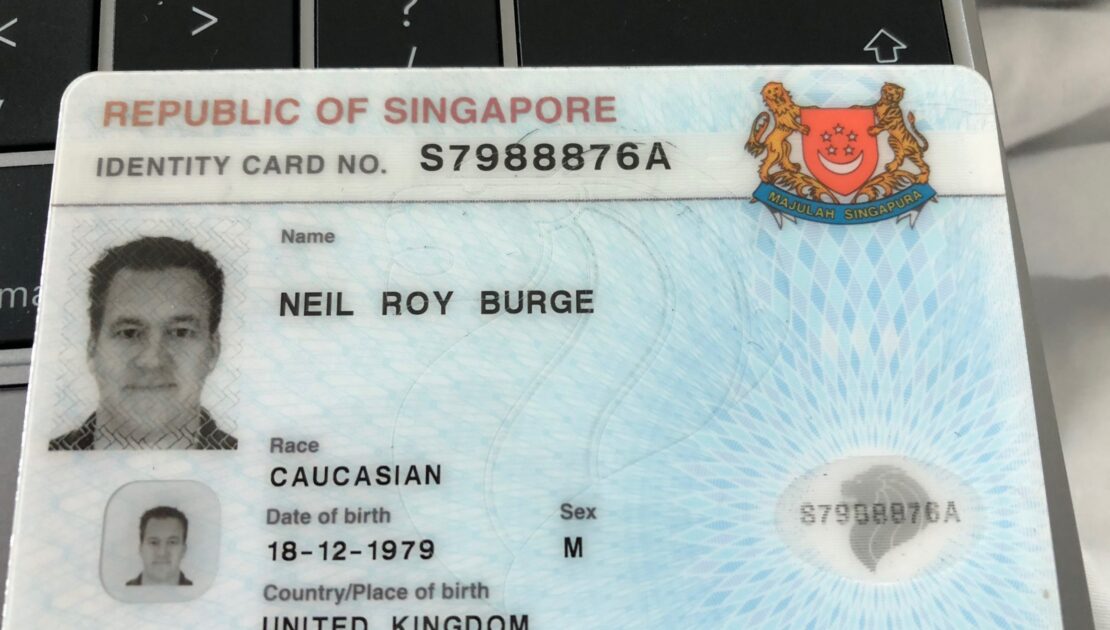 < > ?
/
REPUBLIC OF SINGAPORE
IDENTITY CARD NO. S7988876A
MAJULAH SINGAPURA
Name
NEIL ROY BURGE
Race
CAUCASIAN
Date of birth
Sex
18-12-1979
M
S7988876A
Country/Place of birth
UNITED KINGDOM